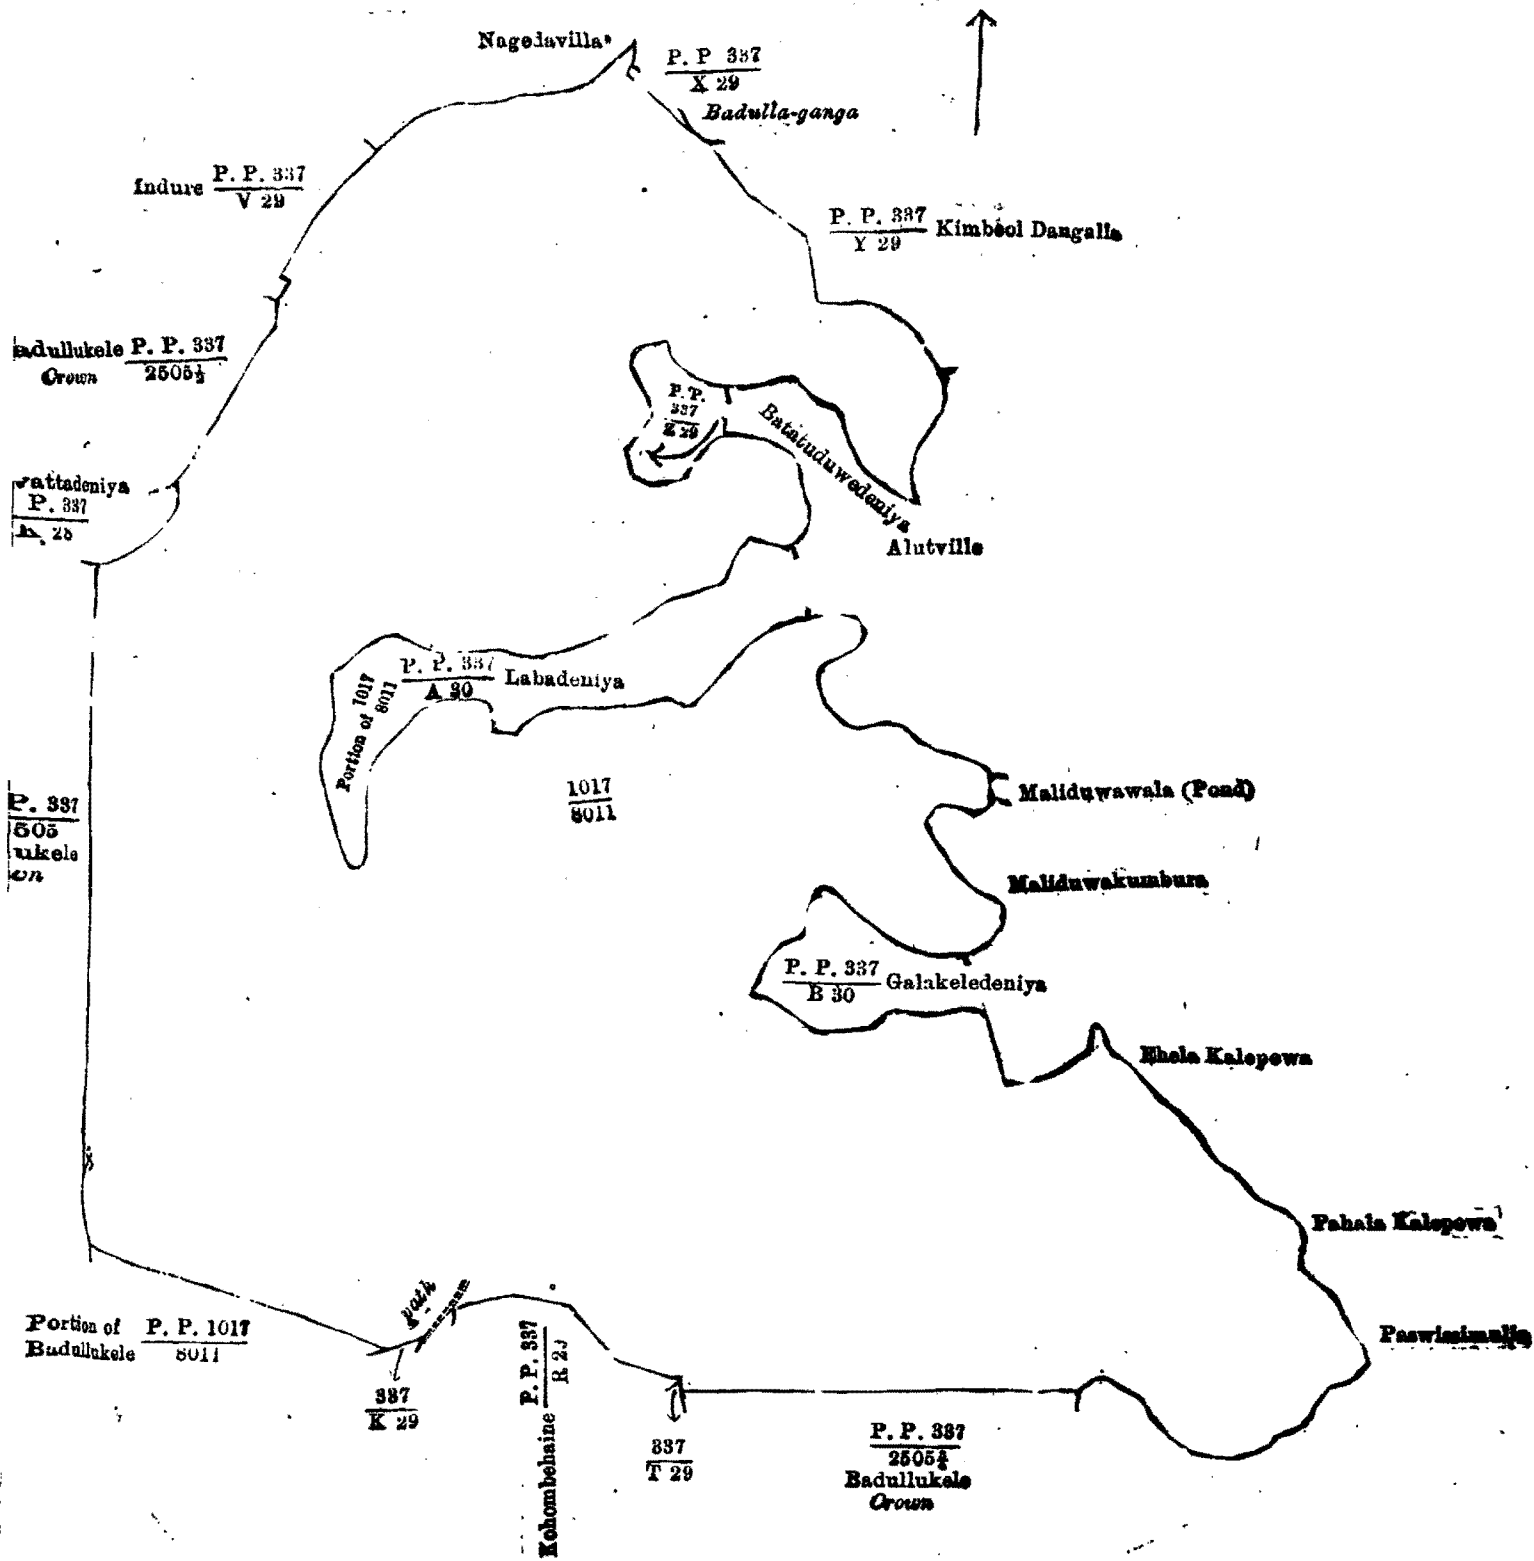 Nagedavilla
P. P 337
X 29
Badulla-ganga
Indure P. P. 337
V 29
P. P. 337 Kimbeol Dangalla
Y 29
adullukele P. P. 337
Crown 2505½
P. P.
337
Z 29
Batatuduwedeniya
Alutville
attadeniya
P. 337
28
P. P. 337 Labadeniya
A 30
Portion of 1017
8011
1017
8011
P. 337
505
ukele
on
Maliduwawala (Pond)
Maliduwakumbura
P. P. 337 Galakeledeniya
B 30
Ehela Kalepowa
Pahala Kalepowa
Paswissimulla
Portion of P. P. 1017
Badullukele 8011
path
337
K 29
Kohombehaine P. P. 337
R 29
337
T 29
P. P. 337
Badullukele
Crown